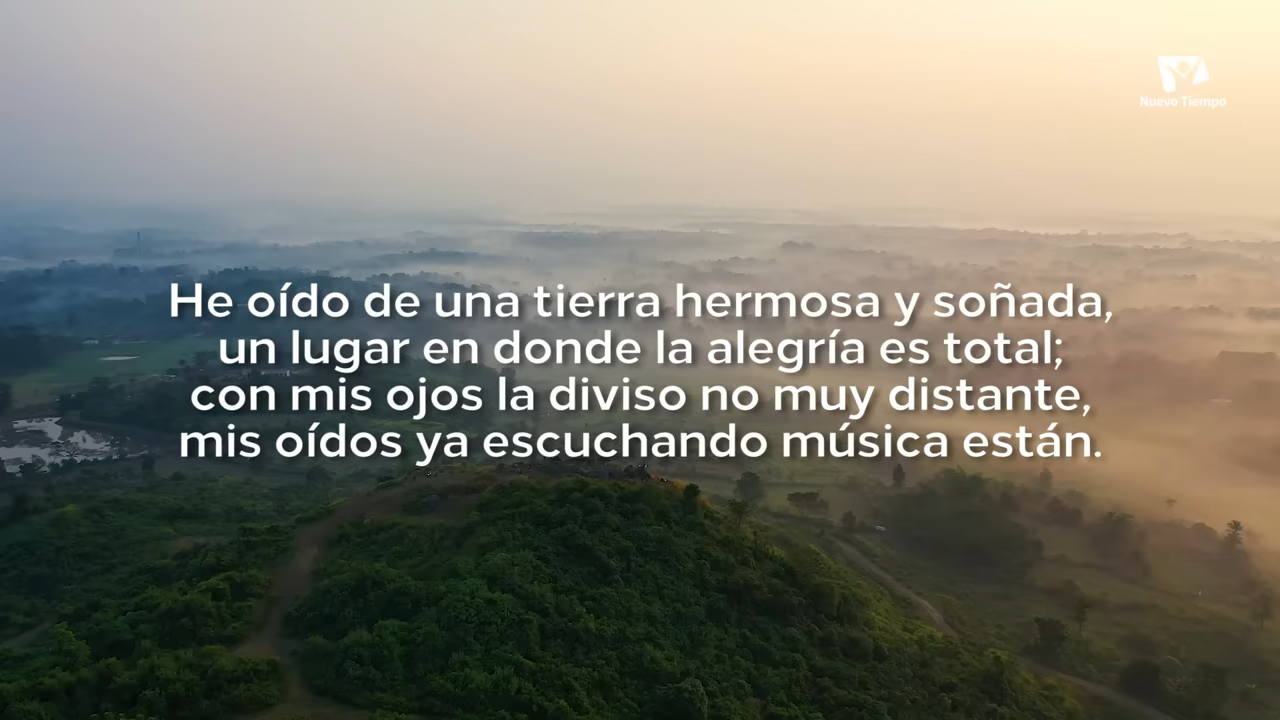 Nuevo Tiempo
He oído de una tierra hermosa y soñada,
un lugar en donde la alegría es total;
con mis ojos la diviso no muy distante,
mis oídos ya escuchando música están.